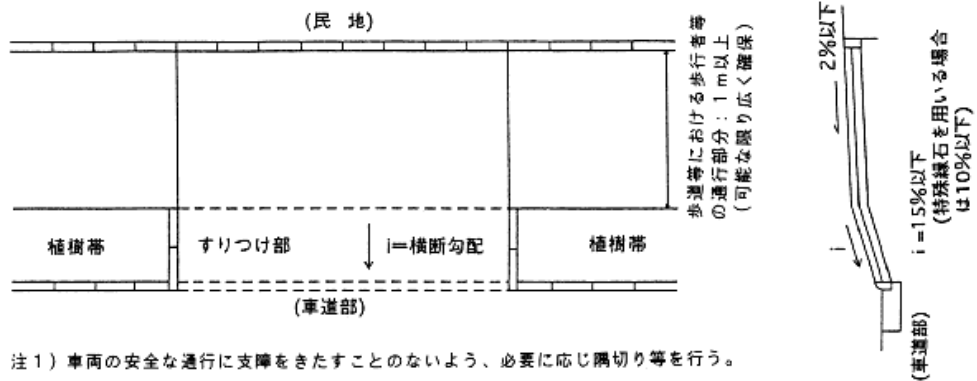 (民 地)
歩道等における歩行者等
の通行部分：1m以上
(可能な限り広く確保)
植樹帯
すりつけ部
i=横断勾配
植樹帯
(車道部)
2%以下
i
i=15%以下
(特殊縁石を用いる場合
は10%以下)
(車道部)
注1）車両の安全な通行に支障をきたすことのないよう、必要に応じ隅切り等を行う。